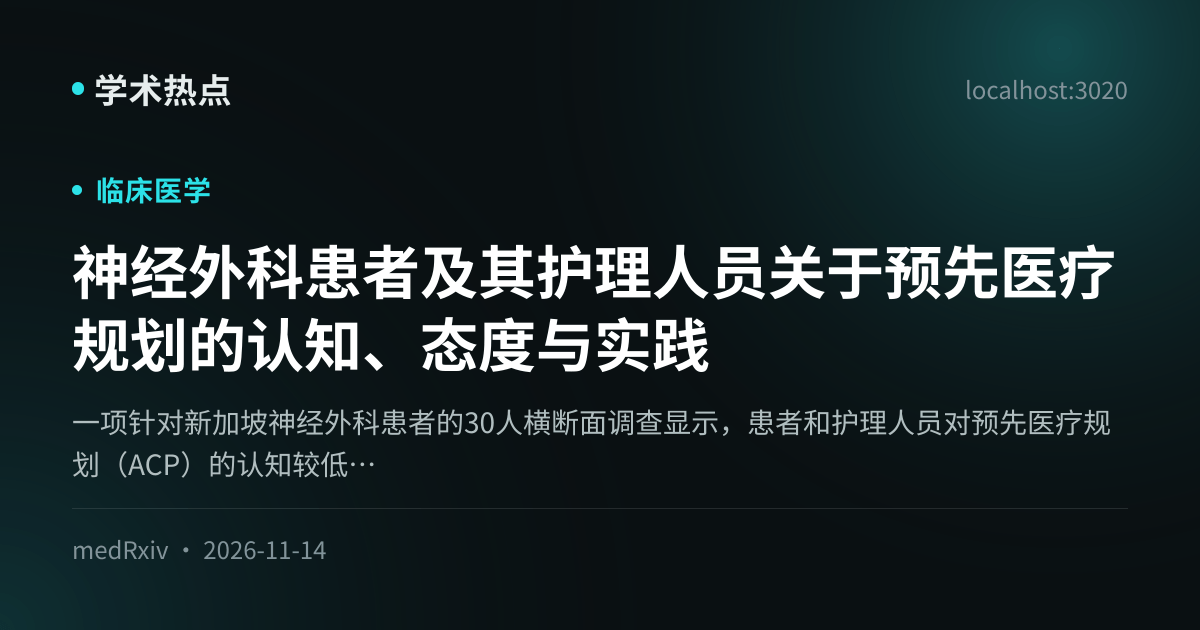 学术热点
localhost:3020
临床医学
神经外科患者及其护理人员关于预先医疗
规划的认知、态度与实践
一项针对新加坡神经外科患者的30人横断面调查显示，患者和护理人员对预先医疗规
划（ACP）的认知较低…
medRxiv • 2026-11-14